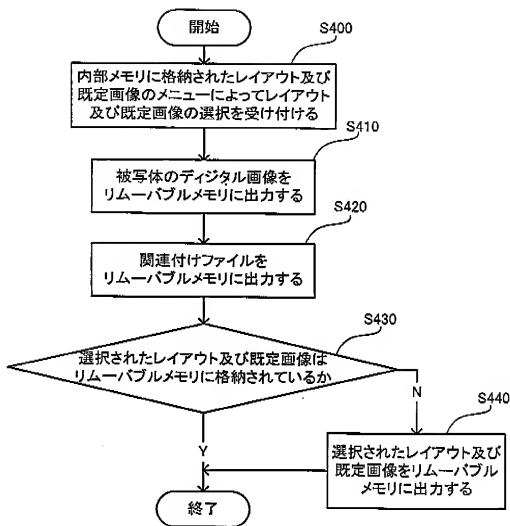 開始
S400
内部メモリに格納されたレイアウト及び
既定画像のメニューによってレイアウト
及び既定画像の選択を受け付ける
S410
被写体のディジタル画像を
リムーバブルメモリに出力する
S420
関連付けファイルを
リムーバブルメモリに出力する
S430
選択されたレイアウト及び既定画像は
リムーバブルメモリに格納されているか
N
S440
Y
選択されたレイアウト及び
既定画像をリムーバブル
メモリに出力する
終了